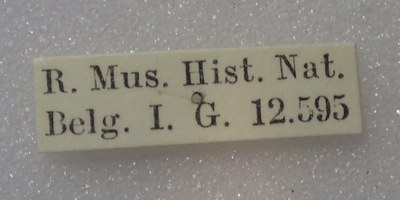 R. Mus. Hist. Nat.
Belg. I. G. 12.595